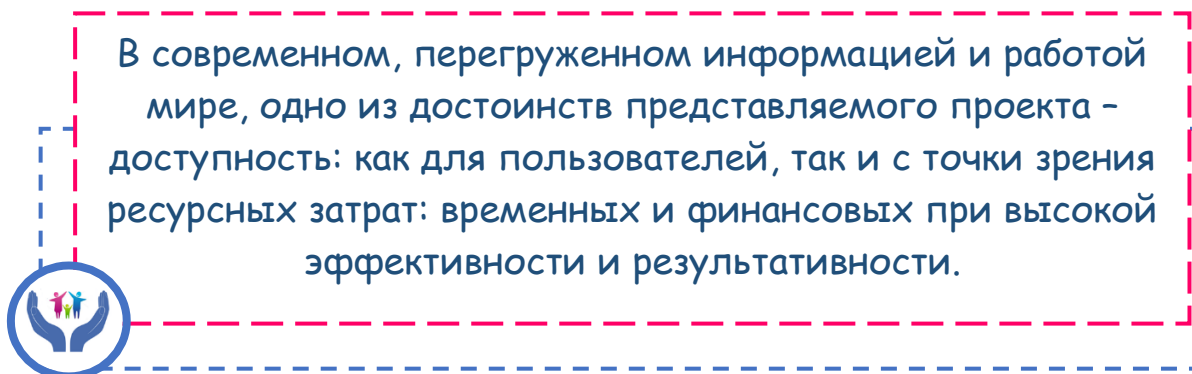 В современном, перегруженном информацией и работой
мире, одно из достоинств представляемого проекта –
доступность: как для пользователей, так и с точки зрения
ресурсных затрат: временных и финансовых при высокой
эффективности и результативности.